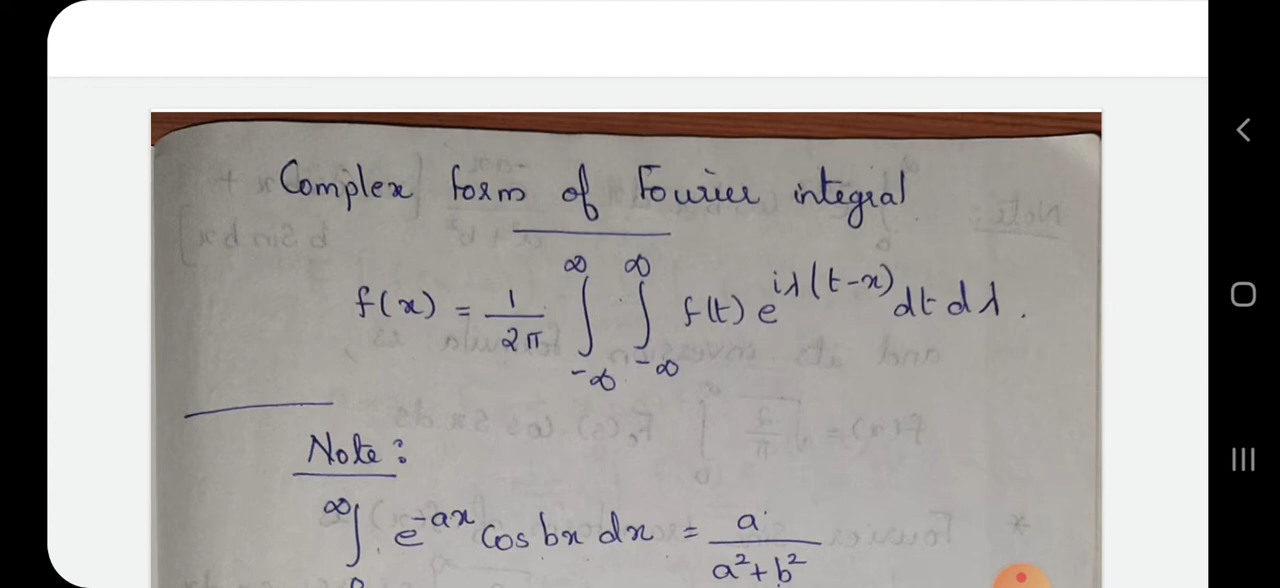 Complex form of Fourier integral
f(x) = 1/2π ∫_{-∞}^{∞} ∫_{-∞}^{∞} f(t) e^{iλ(t-x)} dt dλ.
Note:
∫_0^∞ e^{-ax} cos bx dx = a/(a²+b²)